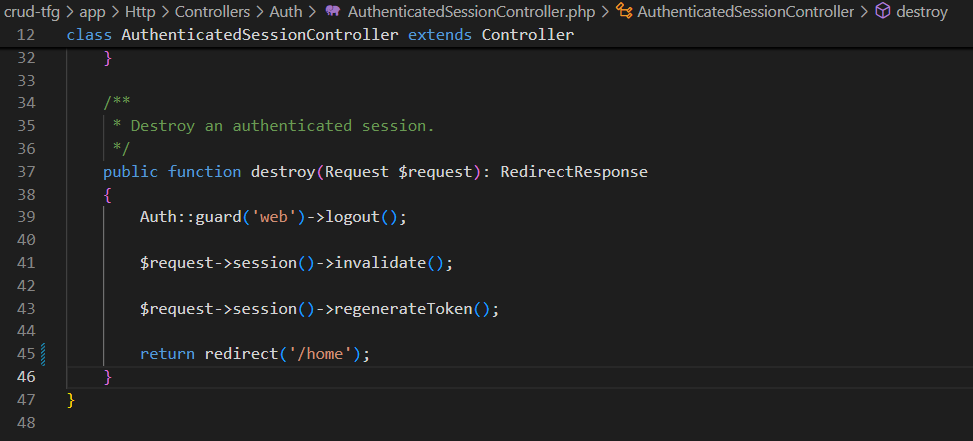 crud-tfg > app > Http > Controllers > Auth > AuthenticatedSessionController.php > AuthenticatedSessionController > destroy
12 class AuthenticatedSessionController extends Controller
32     }
33
34     /**
35      * Destroy an authenticated session.
36      */
37     public function destroy(Request $request): RedirectResponse
38     {
39         Auth::guard('web')->logout();
40
41         $request->session()->invalidate();
42
43         $request->session()->regenerateToken();
44
45         return redirect('/home');
46     }
47 }
48